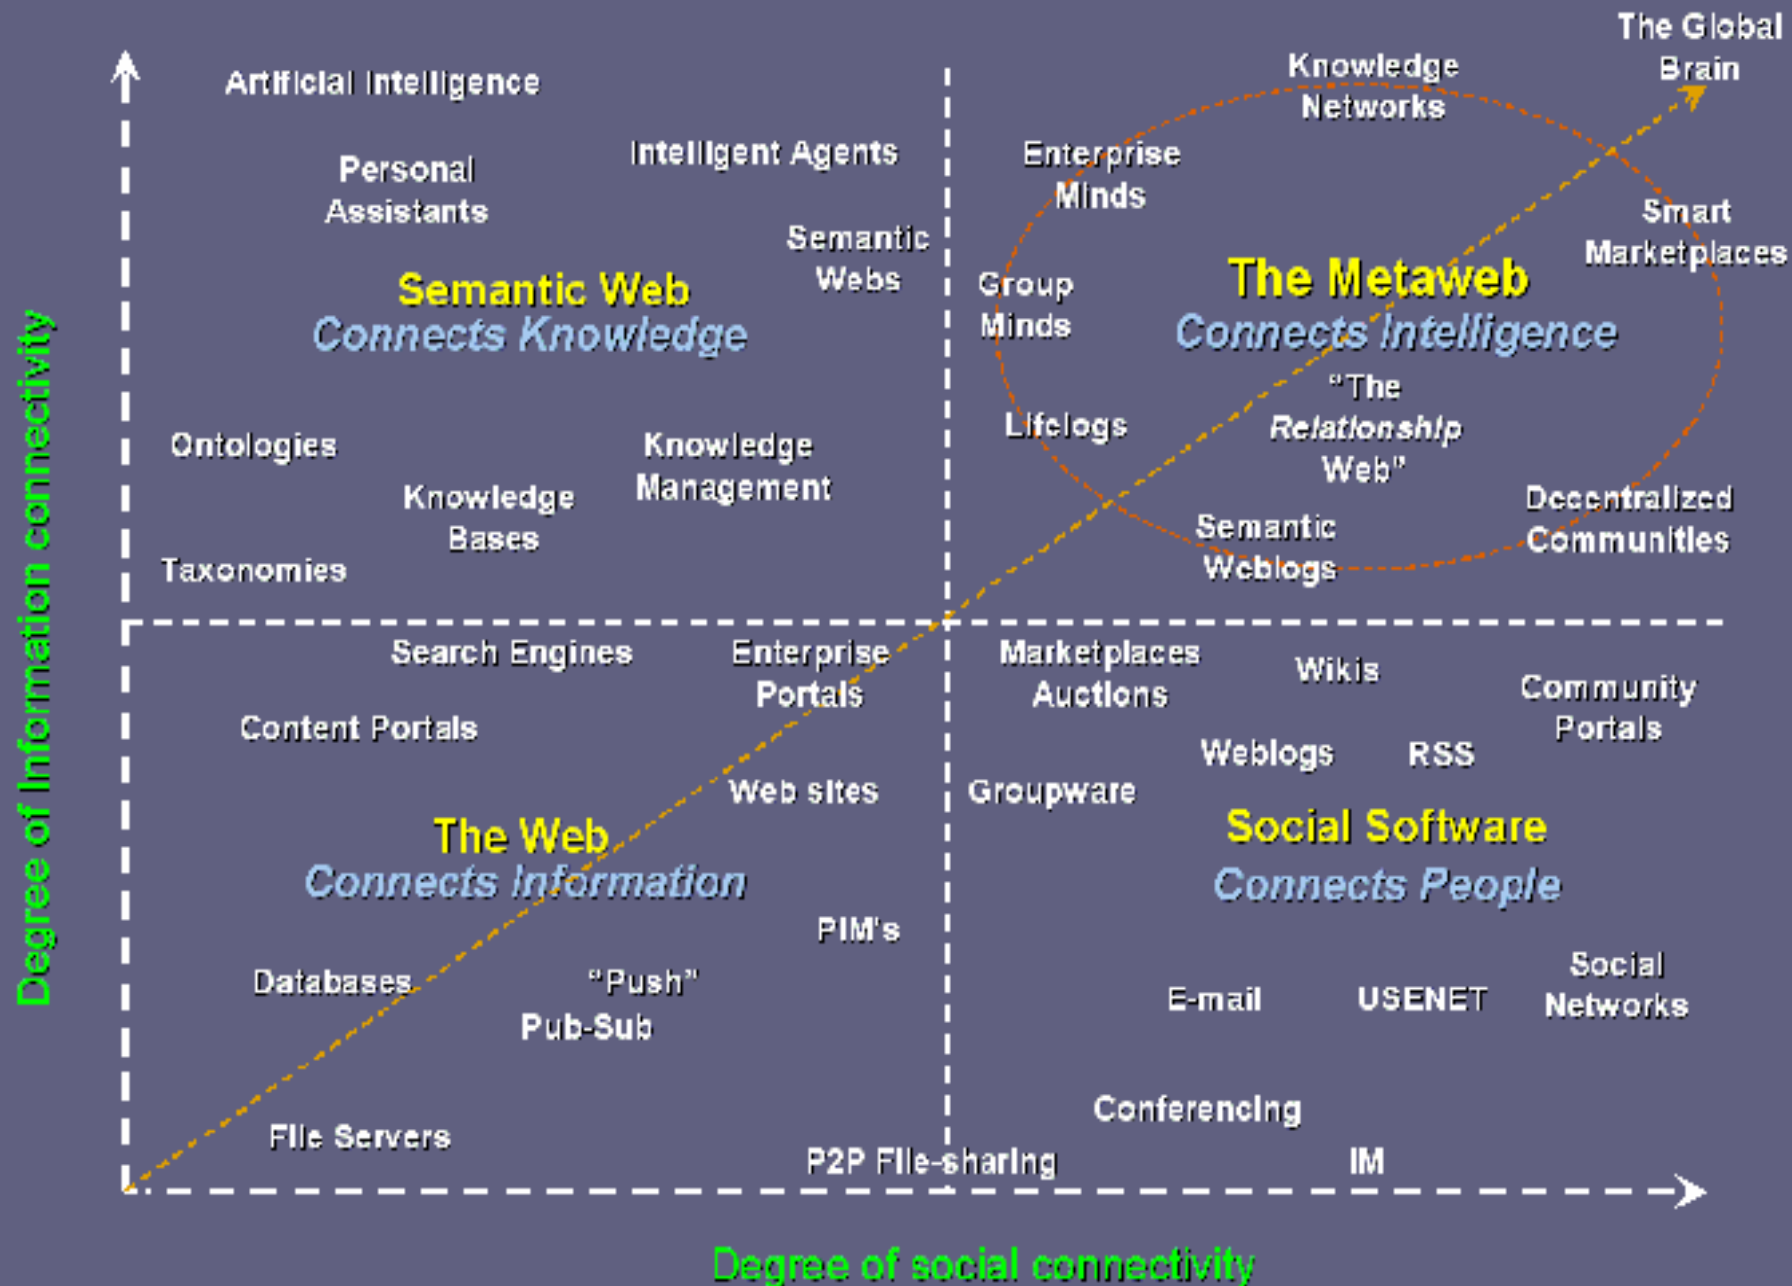 The Global
Brain
Knowledge
Networks
Artificial Intelligence
Intelligent Agents
Personal
Assistants
Enterprise
Minds
Smart
Marketplaces
Semantic
Webs
Semantic Web
Connects Knowledge
Group
Minds
The Metaweb
Connects Intelligence
"The
Relationship
Web"
Lifelogs
Ontologies
Knowledge
Management
Knowledge
Bases
Taxonomies
Semantic
Weblogs
Decentralized
Communities
Degree of Information connectivity
Search Engines
Enterprise
Portals
Content Portals
Web sites
The Web
Connects Information
PIM's
Databases
"Push"
Pub-Sub
File Servers
P2P File-sharing
Marketplaces
Auctions
Wikis
Community
Portals
Weblogs
RSS
Groupware
Social Software
Connects People
E-mail
USENET
Social
Networks
Conferencing
IM
Degree of social connectivity